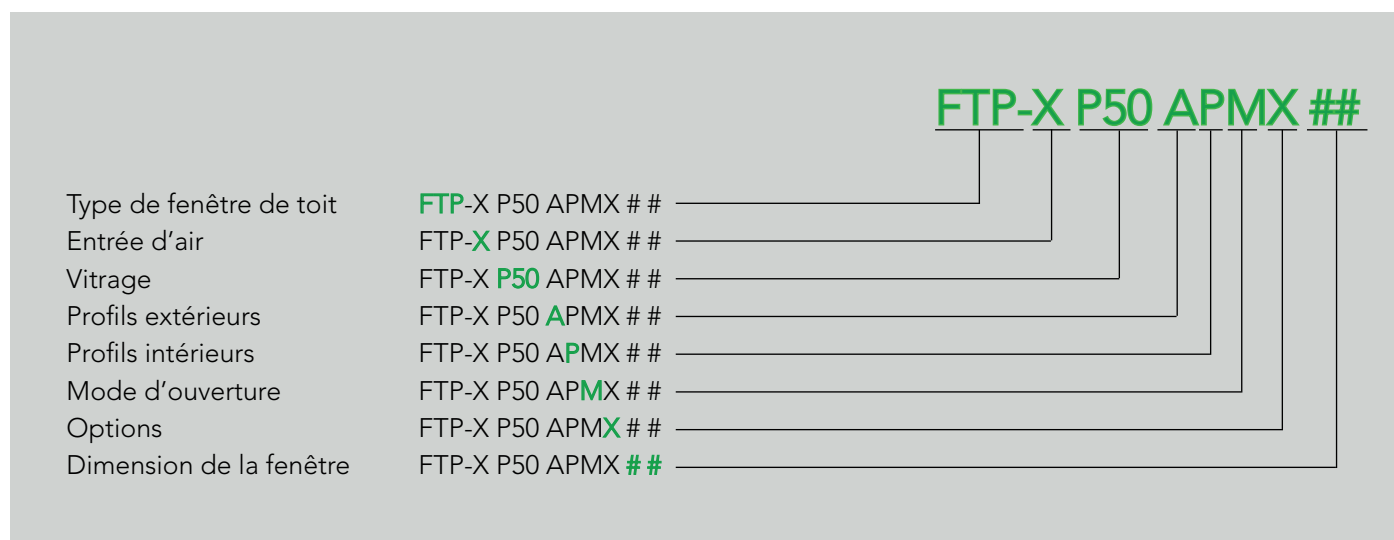 FTP-X P50 APMX ##
Type de fenêtre de toit FTP-X P50 APMX # #
Entrée d'air FTP-X P50 APMX # #
Vitrage FTP-X P50 APMX # #
Profils extérieurs FTP-X P50 APMX # #
Profils intérieurs FTP-X P50 APMX # #
Mode d'ouverture FTP-X P50 APMX # #
Options FTP-X P50 APMX # #
Dimension de la fenêtre FTP-X P50 APMX # #